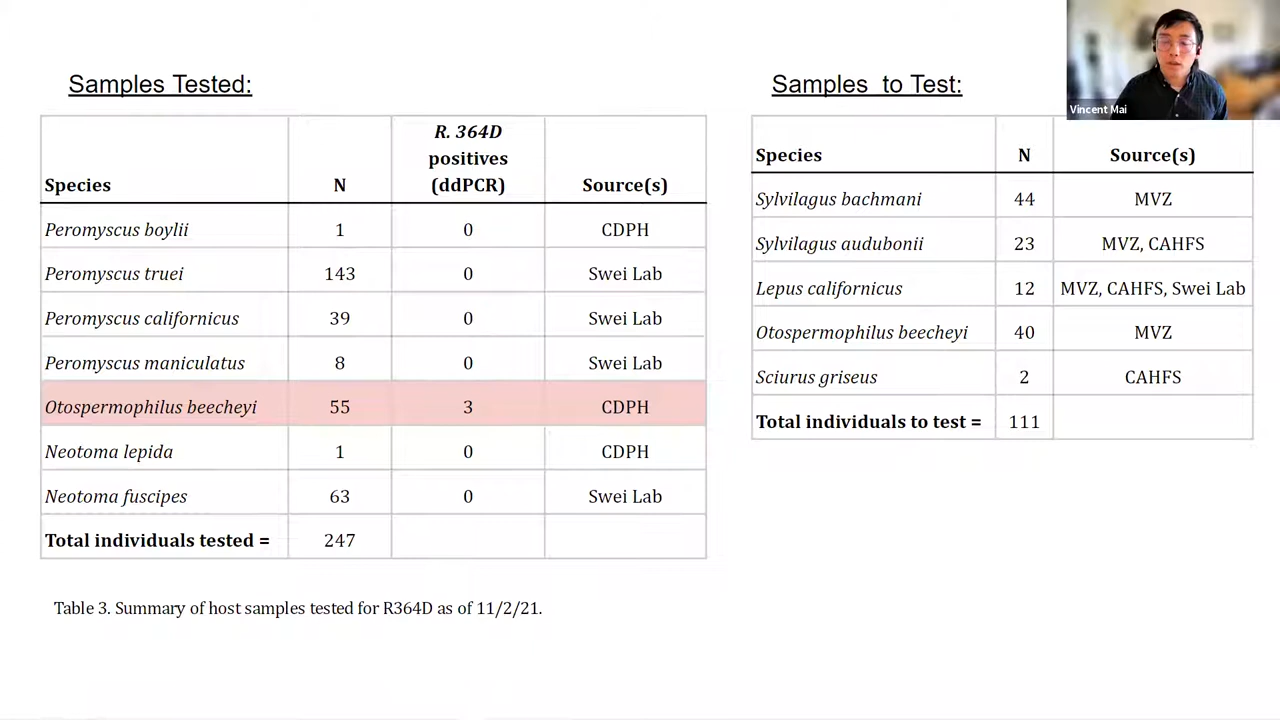 Samples Tested:
Species N R. 364D positives (ddPCR) Source(s)
Peromyscus boylii 1 0 CDPH
Peromyscus truei 143 0 Swei Lab
Peromyscus californicus 39 0 Swei Lab
Peromyscus maniculatus 8 0 Swei Lab
Otospermophilus beecheyi 55 3 CDPH
Neotoma lepida 1 0 CDPH
Neotoma fuscipes 63 0 Swei Lab
Total individuals tested = 247
Table 3. Summary of host samples tested for R364D as of 11/2/21.
Samples to Test:
Species N Source(s)
Sylvilagus bachmani 44 MVZ
Sylvilagus audubonii 23 MVZ, CAHFS
Lepus californicus 12 MVZ, CAHFS, Swei Lab
Otospermophilus beecheyi 40 MVZ
Sciurus griseus 2 CAHFS
Total individuals to test = 111
Vincent Mai